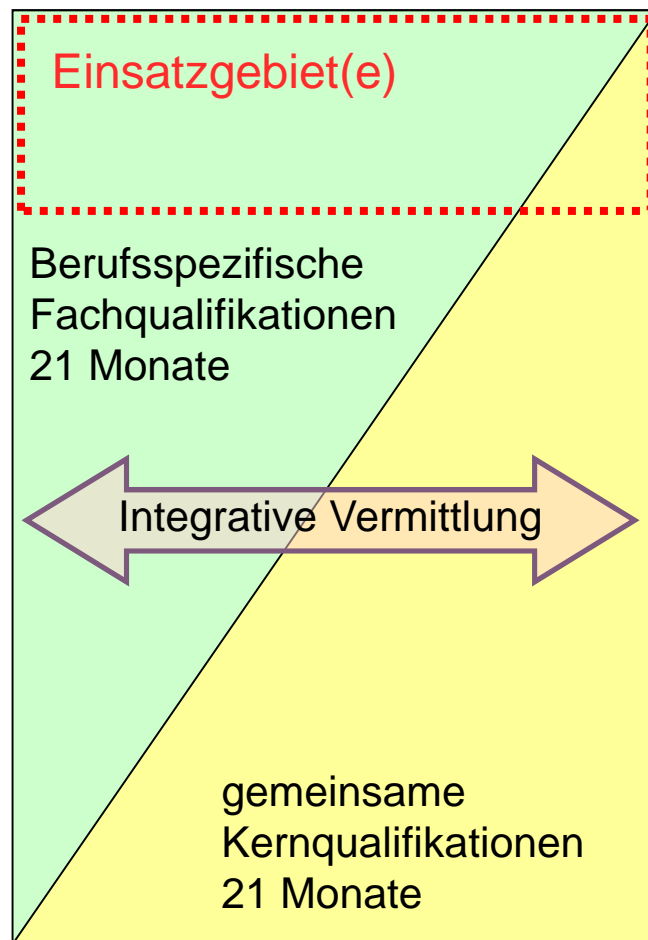 Einsatzgebiet(e)
Berufsspezifische
Fachqualifikationen
21 Monate
Integrative Vermittlung
gemeinsame
Kernqualifikationen
21 Monate